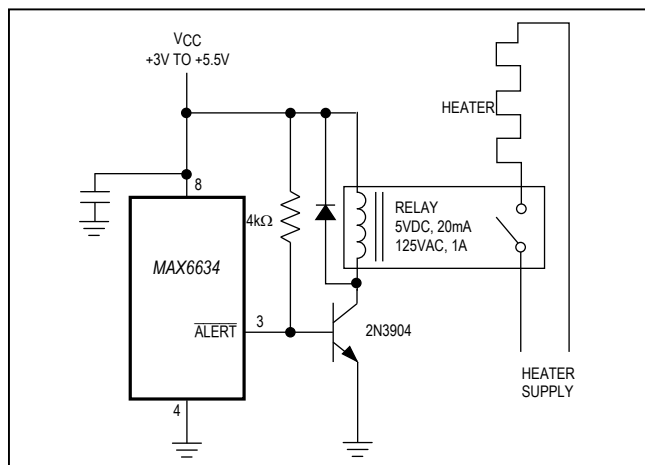 VCC
+3V TO +5.5V
HEATER
8
4kΩ
RELAY
5VDC, 20mA
125VAC, 1A
MAX6634
ALERT
3
2N3904
4
HEATER
SUPPLY